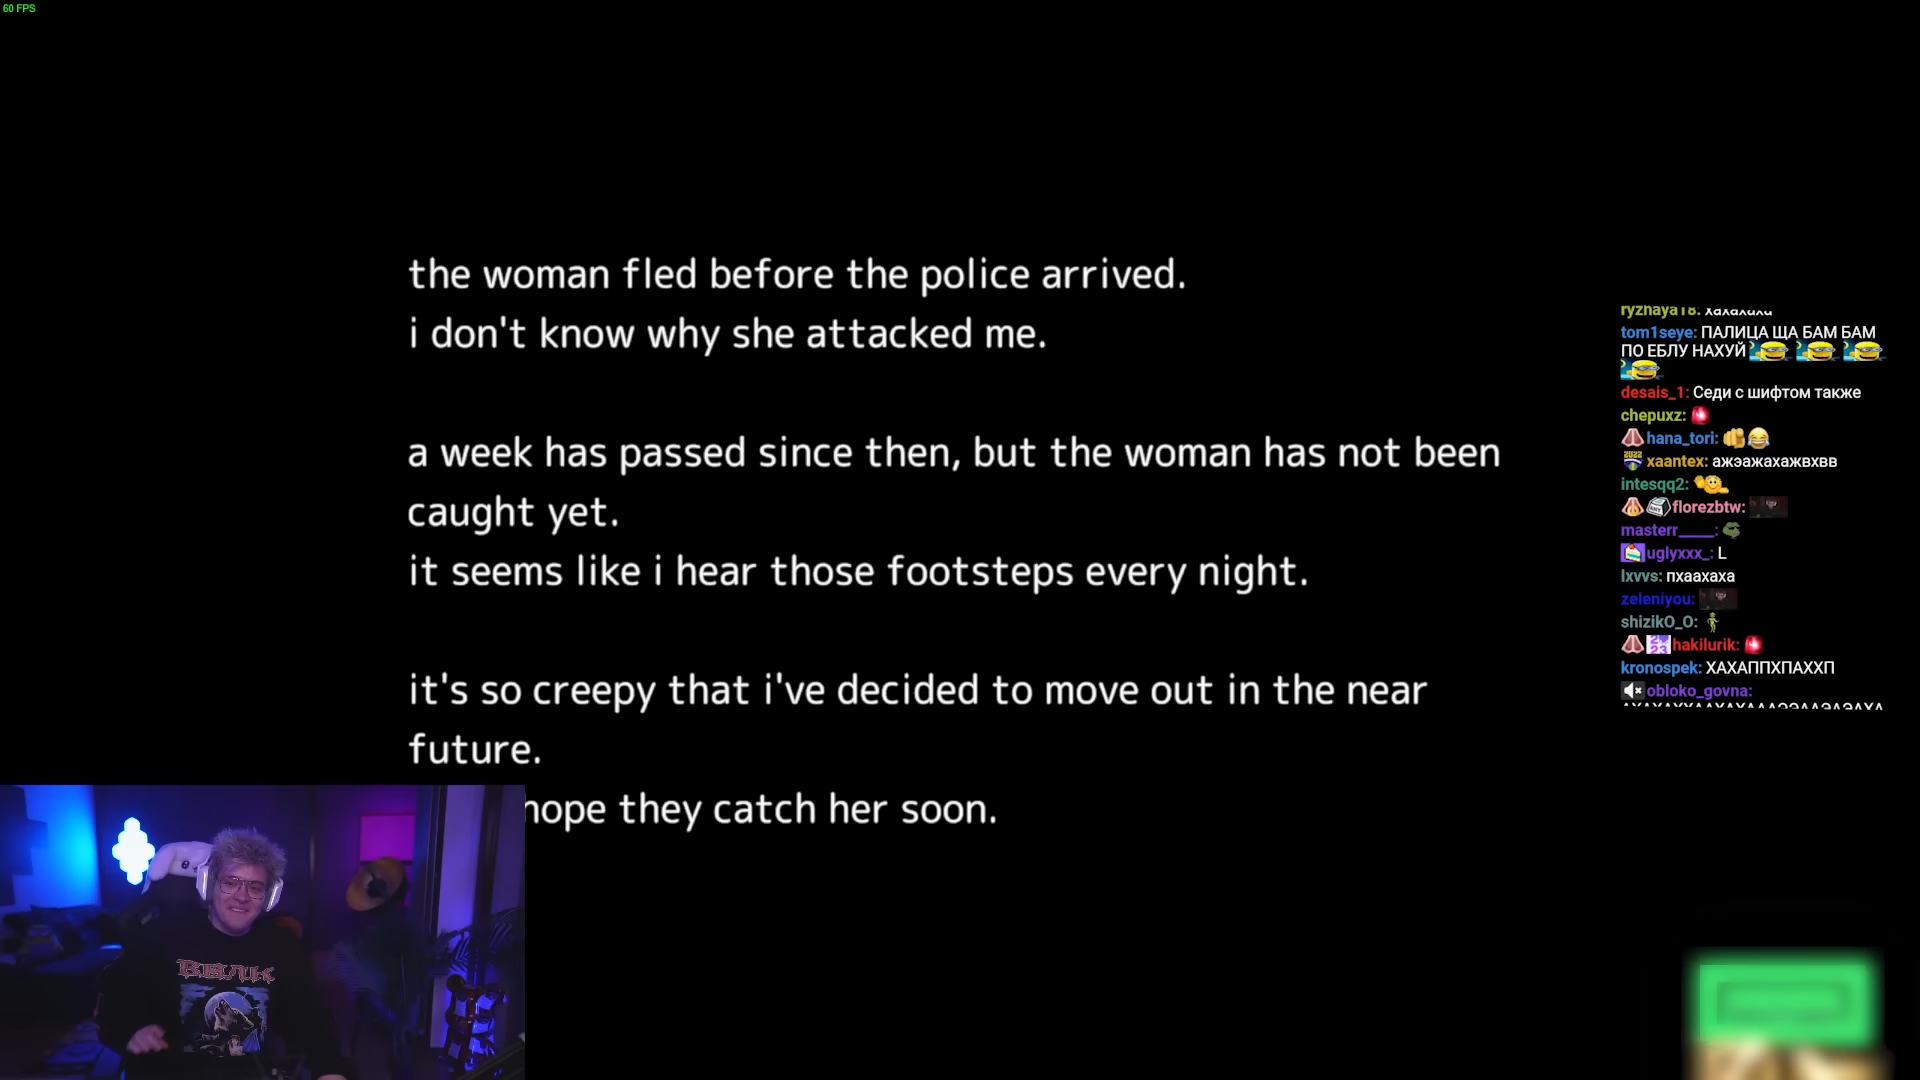 60 FPS
the woman fled before the police arrived.
i don't know why she attacked me.
a week has passed since then, but the woman has not been
caught yet.
it seems like i hear those footsteps every night.
it's so creepy that i've decided to move out in the near
future.
hope they catch her soon.
ryzhaya18: хахахаха
tom1seye: ПАЛИЦА ЩА БАМ БАМ
ПО ЕБЛУ НАХУЙ
desais_1: Седи с шифтом также
chepuxz:
hana_tori:
xaantex: ажэажахажвхвв
intesqq2:
florezbtw:
masterr____:
uglyxxx_: L
lxvvs: пхаахаха
zeleniyou:
shizikO_O:
hakilurik:
kronospek: ХАХАППХПАХХП
obloko_govna: